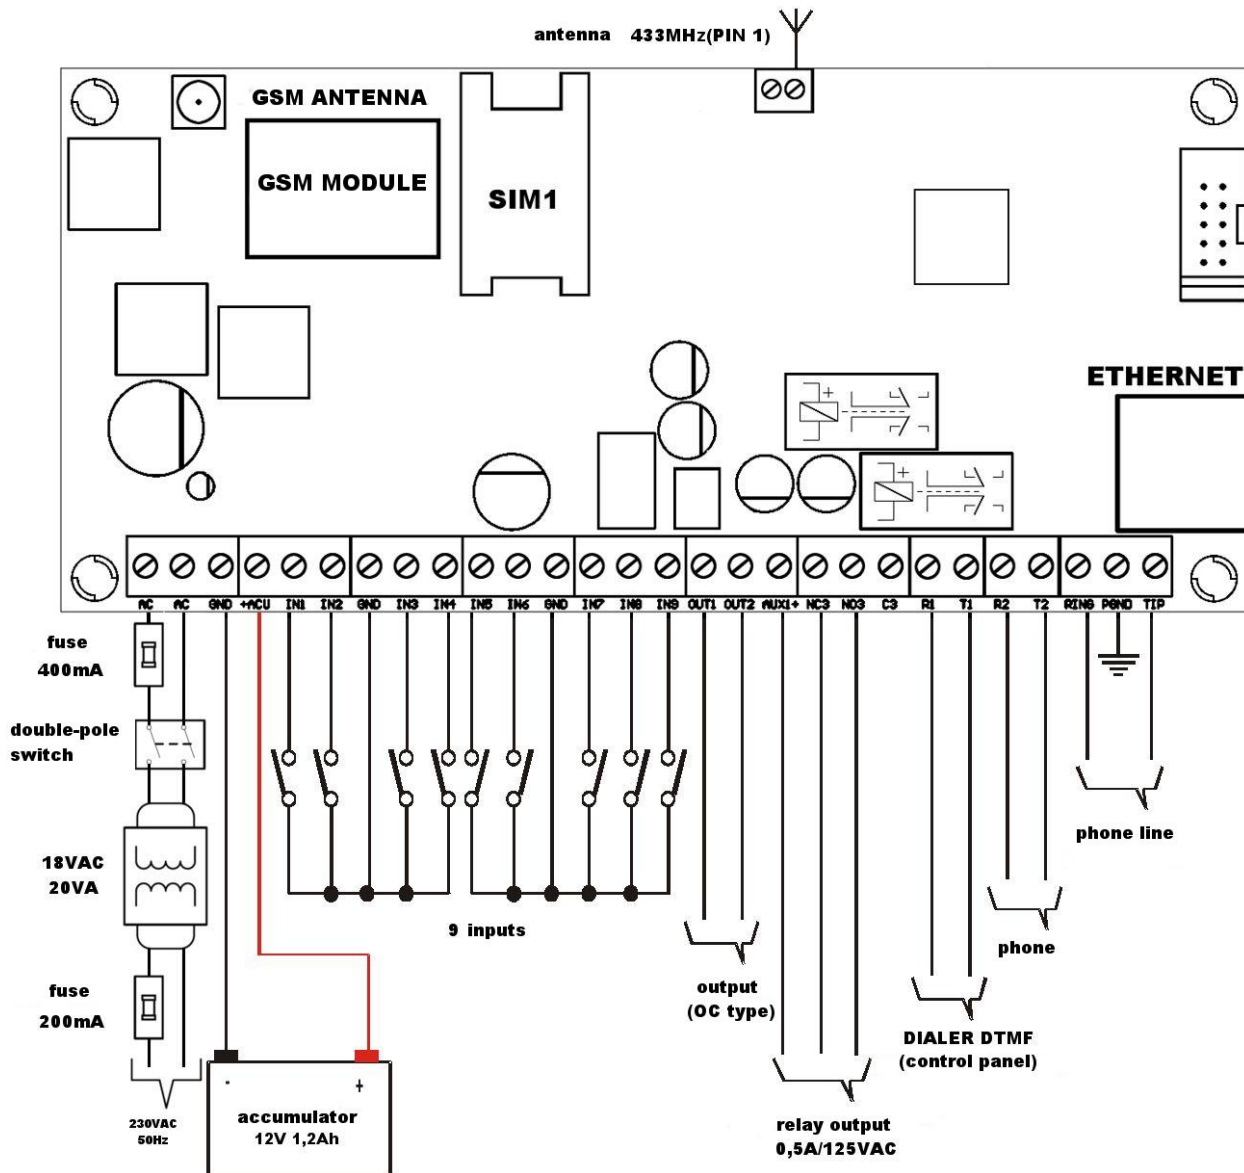 antenna 433MHz(PIN 1)
GSM ANTENNA
GSM MODULE
SIM1
ETHERNET
+
+
AC AC GND +ACU IN1 IN2 GND IN3 IN4 IN5 IN6 GND IN7 IN8 IN9 OUT1 OUT2 AUX1+ NC3 NO3 C3 R1 T1 R2 T2 RING PGND TIP
fuse
400mA
double-pole
switch
18VAC
20VA
fuse
200mA
230VAC
50Hz
- +
accumulator
12V 1,2Ah
9 inputs
output
(OC type)
relay output
0,5A/125VAC
DIALER DTMF
(control panel)
phone
phone line